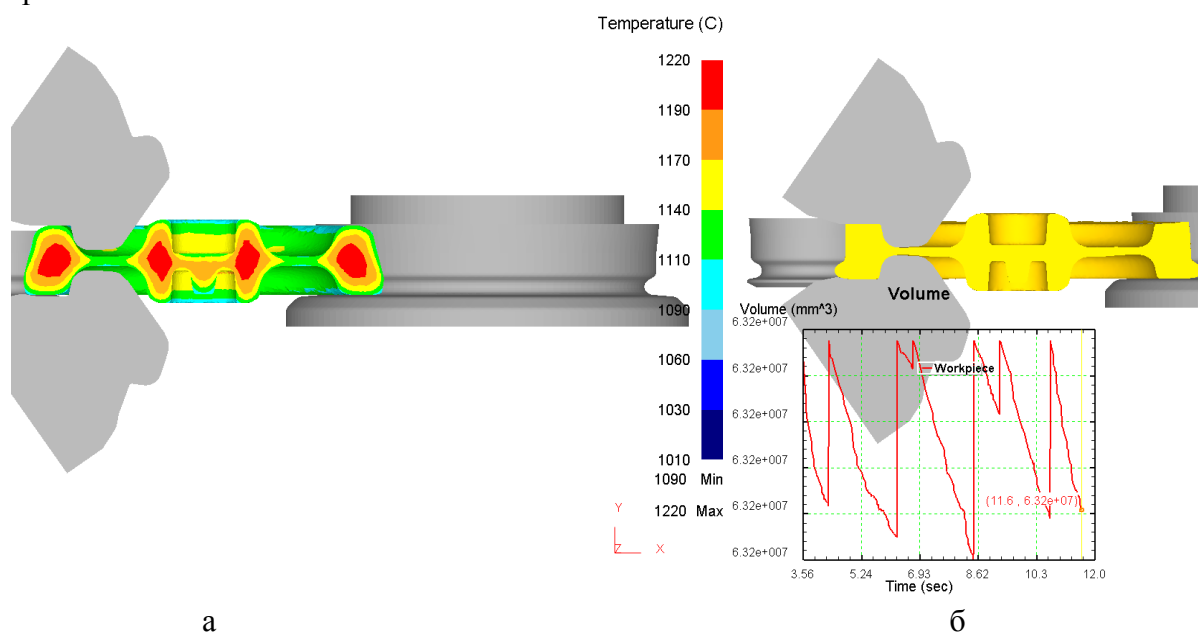 Temperature (C)
1220
1190
1170
1140
1110
1090
1060
1030
1010
1090 Min
1220 Max
Y
Z X
Volume
Volume (mm^3)
6.32e+007
6.32e+007
6.32e+007
6.32e+007
6.32e+007
6.32e+007
Workpiece
(11.6 , 6.32e+07)
3.56 5.24 6.93 8.62 10.3 12.0
Time (sec)
а б